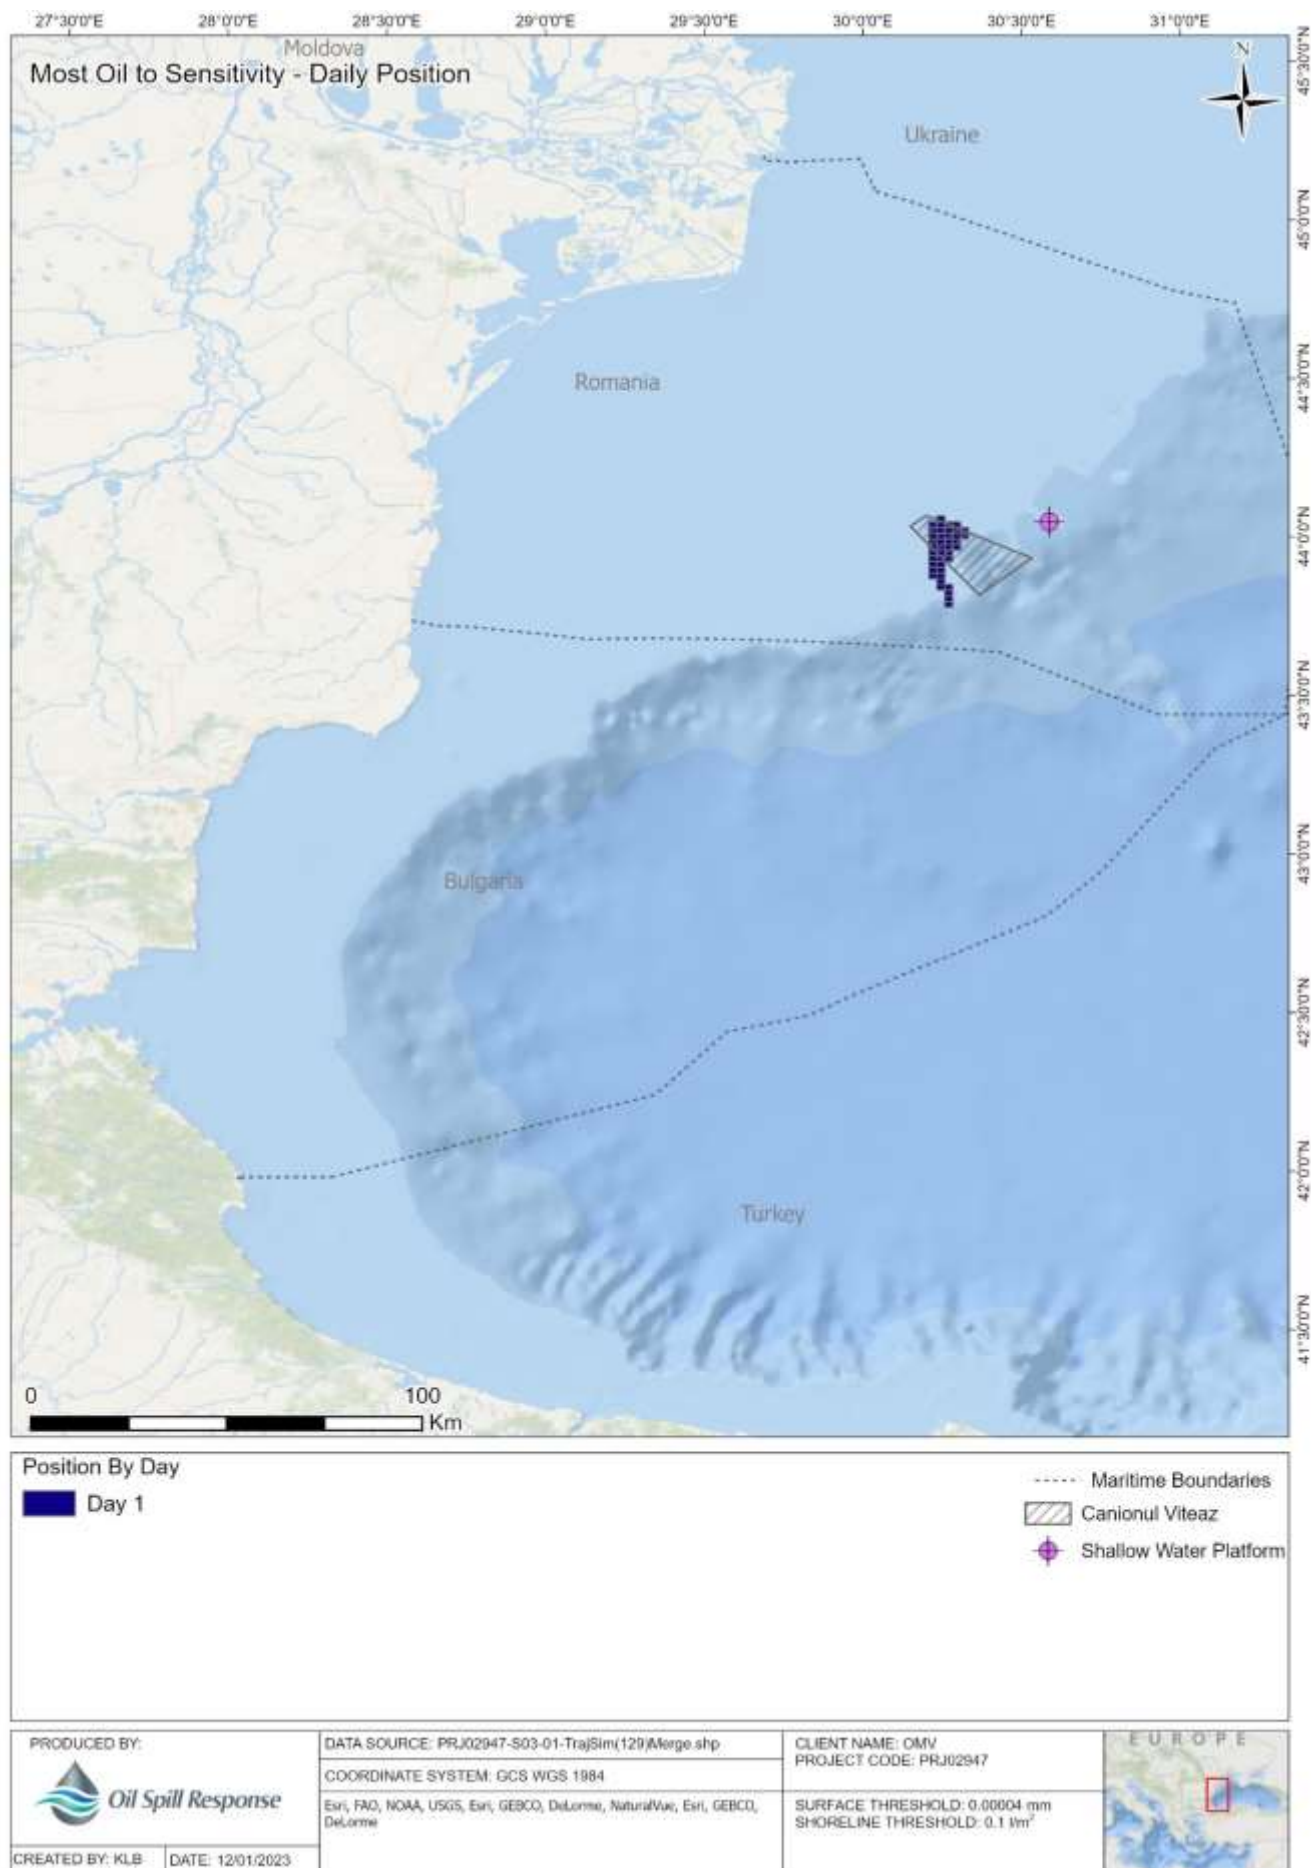 27°30'0"E 28°0'0"E 28°30'0"E 29°0'0"E 29°30'0"E 30°0'0"E 30°30'0"E 31°0'0"E
Moldova
Most Oil to Sensitivity - Daily Position
N
Ukraine
Romania
Bulgaria
Turkey
45°30'0"N
45°0'0"N
44°30'0"N
44°0'0"N
43°30'0"N
43°0'0"N
42°30'0"N
42°0'0"N
41°30'0"N
0 100
Km
Position By Day
Day 1
Maritime Boundaries
Canionul Viteaz
Shallow Water Platform
PRODUCED BY:
Oil Spill Response
CREATED BY: KLB DATE: 12/01/2023
DATA SOURCE: PRJ02947-S03-01-TrajSim(129)Merge.shp
COORDINATE SYSTEM: GCS WGS 1984
Esri, FAO, NOAA, USGS, Esri, GEBCO, DeLorme, NaturalVue, Esri, GEBCO,
DeLorme
CLIENT NAME: OMV
PROJECT CODE: PRJ02947
SURFACE THRESHOLD: 0.00004 mm
SHORELINE THRESHOLD: 0.1 l/m²
EUROPE